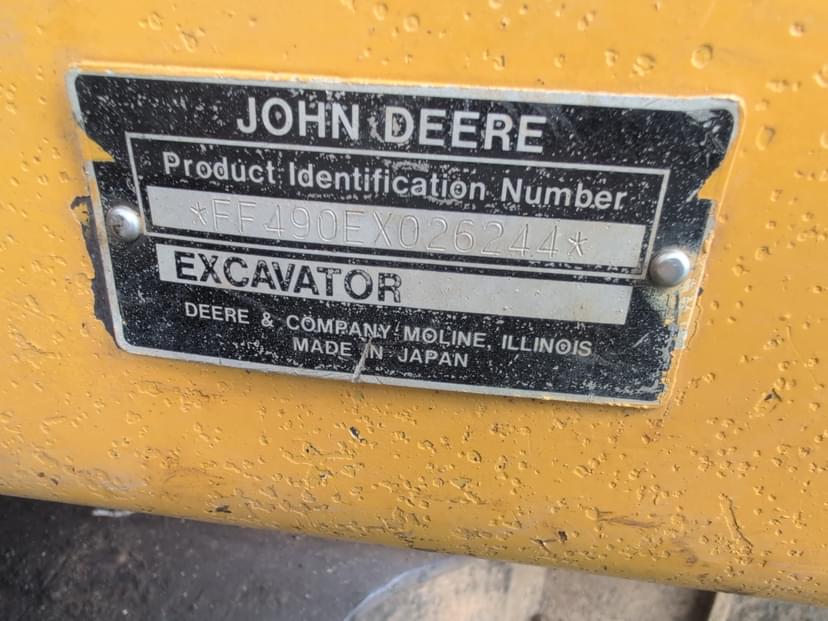 JOHN DEERE
Product Identification Number
*FF490EX026244*
EXCAVATOR
DEERE & COMPANY MOLINE, ILLINOIS
MADE IN JAPAN